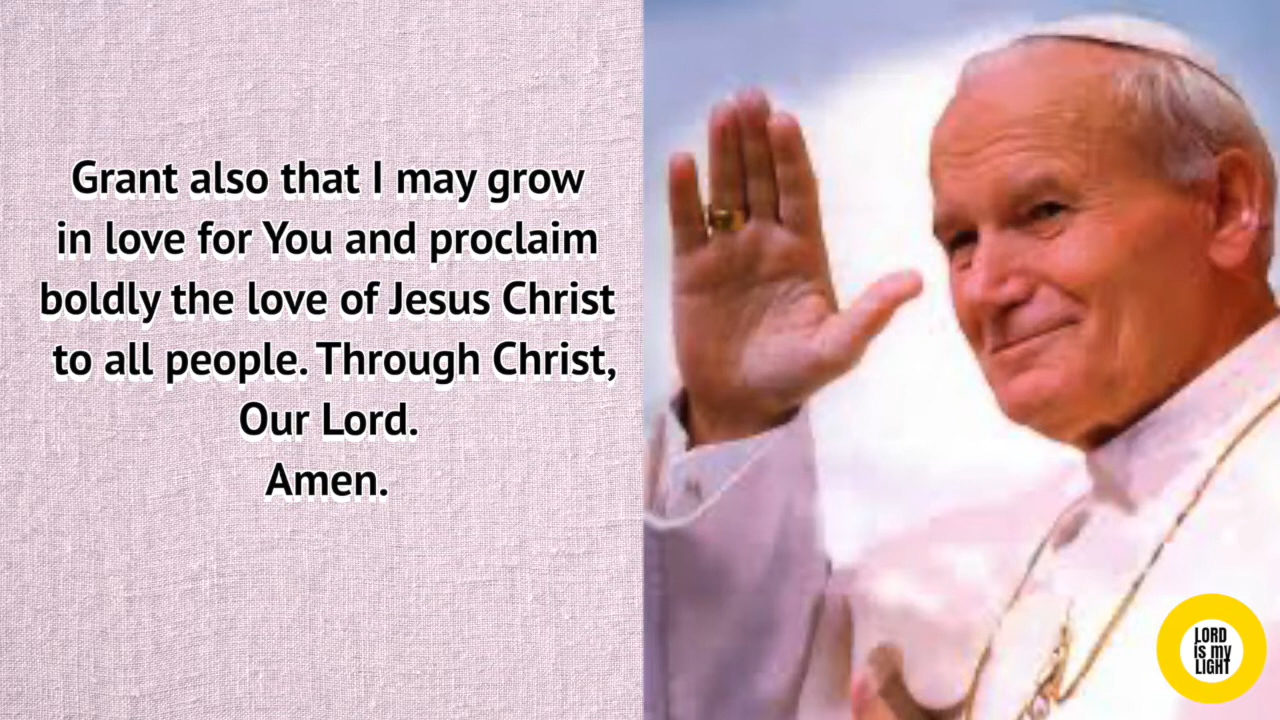 Grant also that I may grow
in love for You and proclaim
boldly the love of Jesus Christ
to all people. Through Christ,
Our Lord.
Amen.
LORD
is my
LIGHT